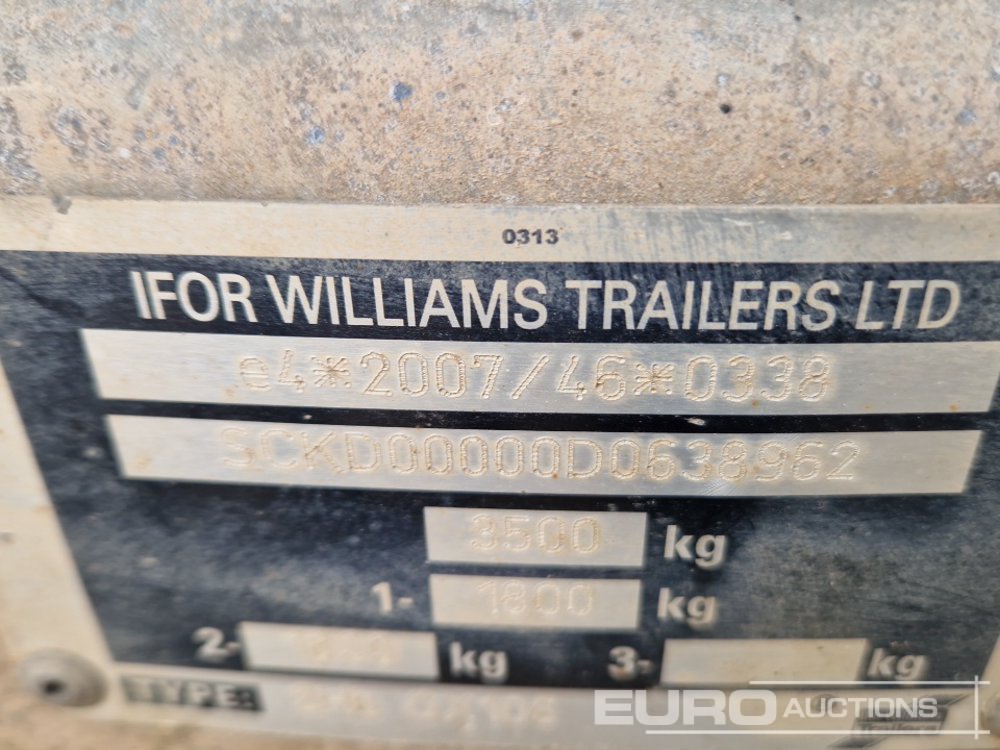 0313
IFOR WILLIAMS TRAILERS LTD
e4*2007/46*0338
SCKD00000D0638962
3500 kg
1- 1800 kg
2- kg 3- kg
TYPE:
EURO AUCTIONS
Trailers